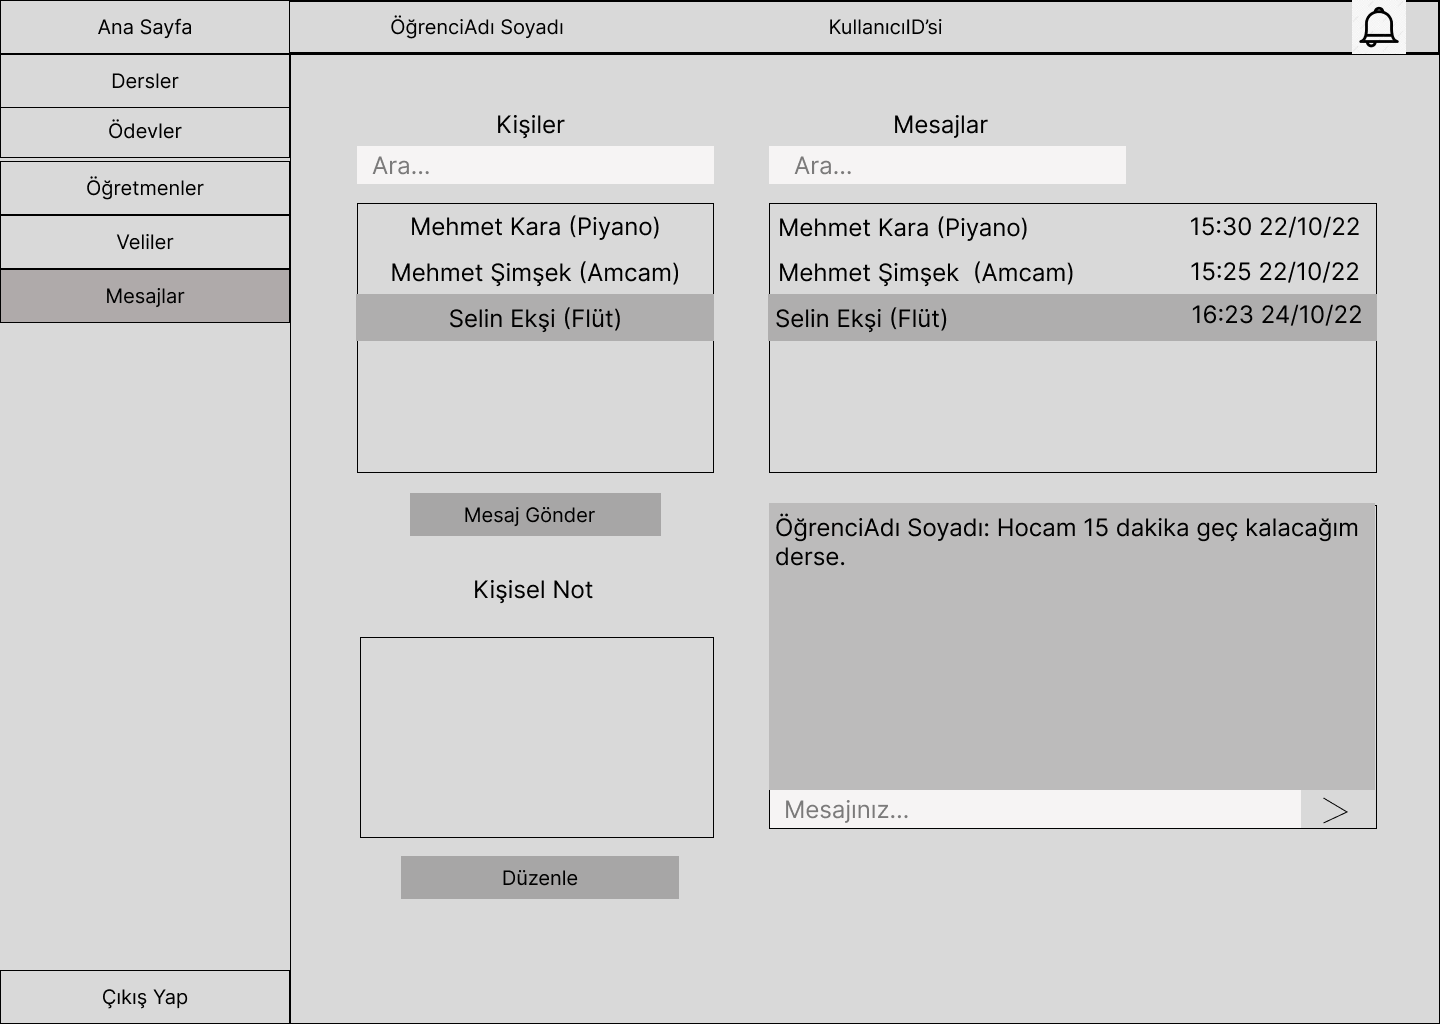 Ana Sayfa
ÖğrenciAdı Soyadı
KullanıcıID’si
Dersler
Ödevler
Öğretmenler
Veliler
Mesajlar
Çıkış Yap
Kişiler
Ara...
Mehmet Kara (Piyano)
Mehmet Şimşek (Amcam)
Selin Ekşi (Flüt)
Mesaj Gönder
Kişisel Not
Düzenle
Mesajlar
Ara...
Mehmet Kara (Piyano) 15:30 22/10/22
Mehmet Şimşek (Amcam) 15:25 22/10/22
Selin Ekşi (Flüt) 16:23 24/10/22
ÖğrenciAdı Soyadı: Hocam 15 dakika geç kalacağım
derse.
Mesajınız...